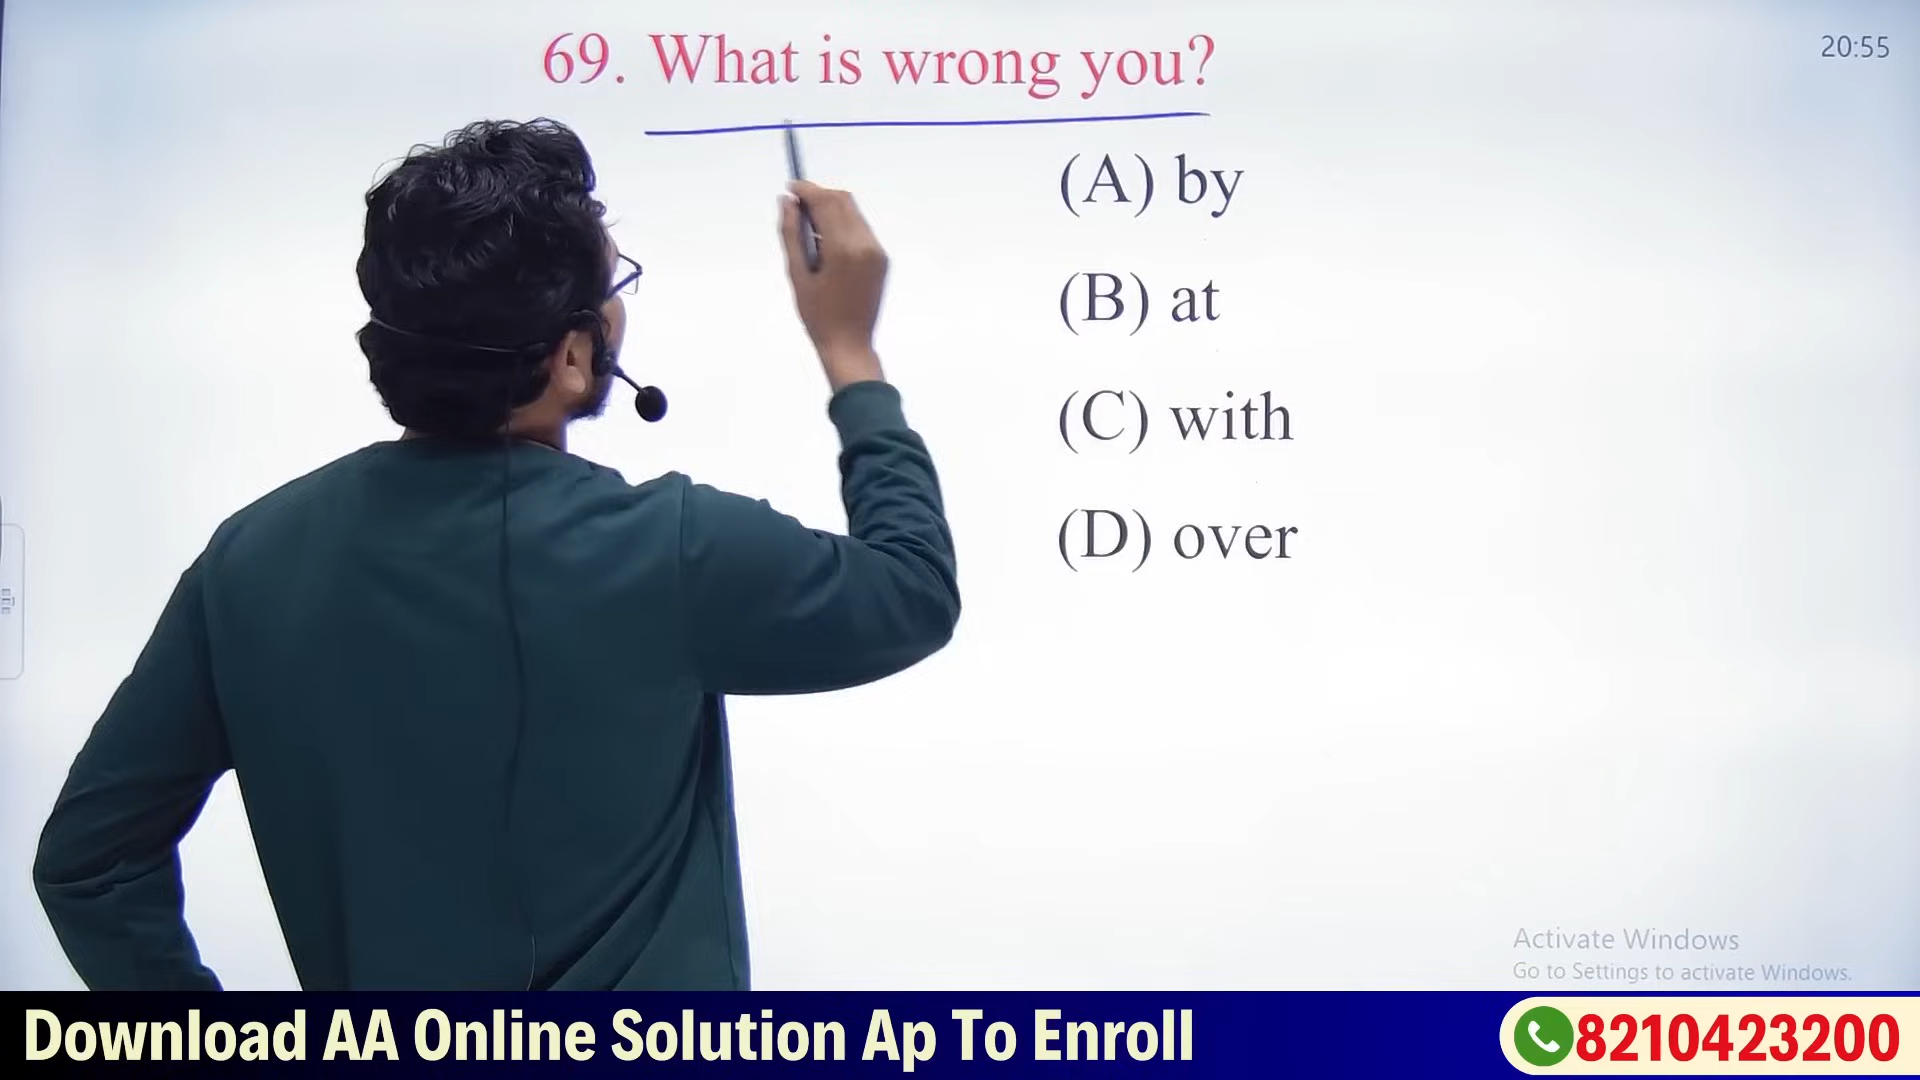 69. What is wrong you?
20:55
(A) by
(B) at
(C) with
(D) over
Activate Windows
Go to Settings to activate Windows.
Download AA Online Solution Ap To Enroll
8210423200